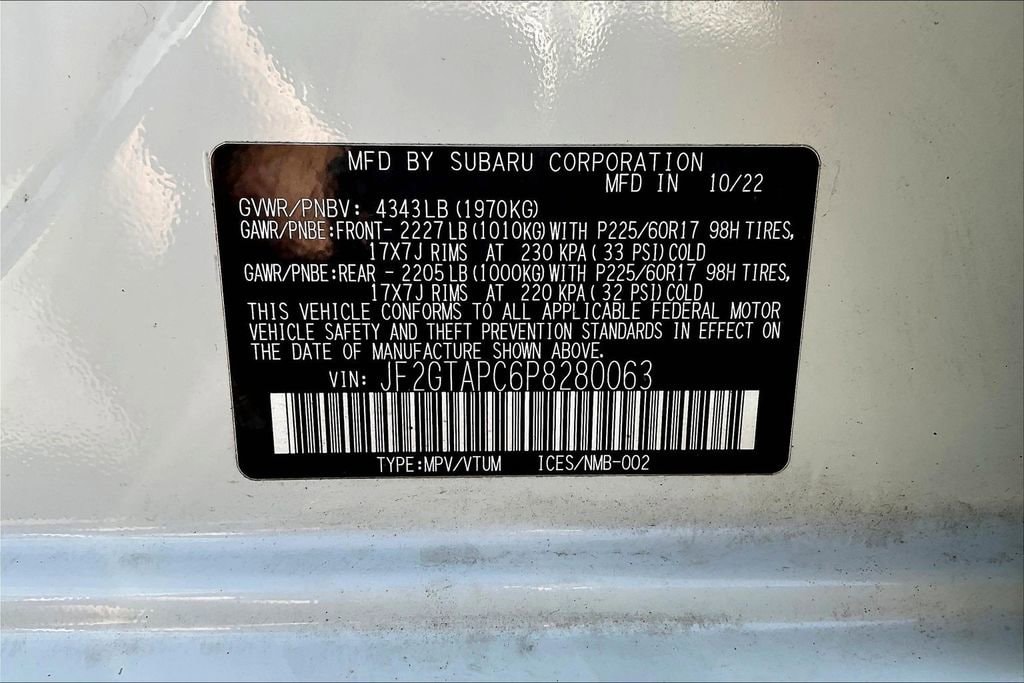 MFD BY SUBARU CORPORATION
MFD IN 10/22
GVWR/PNBV: 4343LB (1970KG)
GAWR/PNBE:FRONT- 2227 LB (1010KG) WITH P225/60R17 98H TIRES,
17X7J RIMS AT 230 KPA ( 33 PSI) COLD
GAWR/PNBE:REAR - 2205 LB (1000KG) WITH P225/60R17 98H TIRES,
17X7J RIMS AT 220 KPA ( 32 PSI) COLD
THIS VEHICLE CONFORMS TO ALL APPLICABLE FEDERAL MOTOR
VEHICLE SAFETY AND THEFT PREVENTION STANDARDS IN EFFECT ON
THE DATE OF MANUFACTURE SHOWN ABOVE.
VIN: JF2GTAPC6P8280063
TYPE:MPV/VTUM ICES/NMB-002